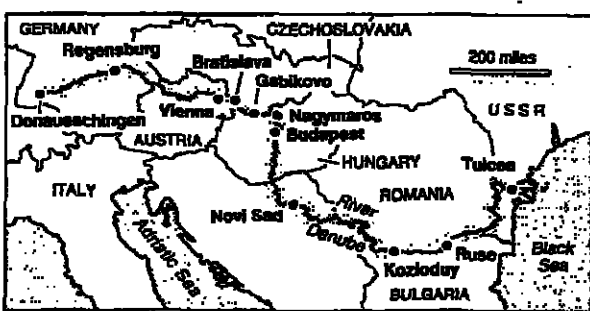 GERMANY
CZECHOSLOVAKIA
Regensburg
Bratislava
200 miles
Gabikovo
USSR
Donaueschingen
Vienna
Nagymaros
Budapest
AUSTRIA
HUNGARY
Tulcea
ITALY
River
ROMANIA
Novi Sad
Danube
Adriatic Sea
Ruse
Black
Sea
Kozloduy
BULGARIA